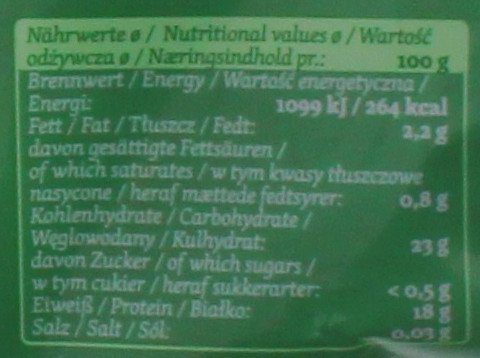 Nährwerte ø / Nutritional values ø / Wartość
odżywcza ø / Næringsindhold pr.: 100 g
Brennwert / Energy / Wartość energetyczna /
Energi: 1099 kJ / 264 kcal
Fett / Fat / Tłuszcz / Fedt: 2,2 g
davon gesättigte Fettsäuren /
of which saturates / w tym kwasy tłuszczowe
nasycone / heraf mættede fedtsyrer: 0,8 g
Kohlenhydrate / Carbohydrate /
Węglowodany / Kulhydrat: 23 g
davon Zucker / of which sugars /
w tym cukier / heraf sukkerarter: < 0,5 g
Eiweiß / Protein / Białko: 18 g
Salz / Salt / Sól: 0,03 g